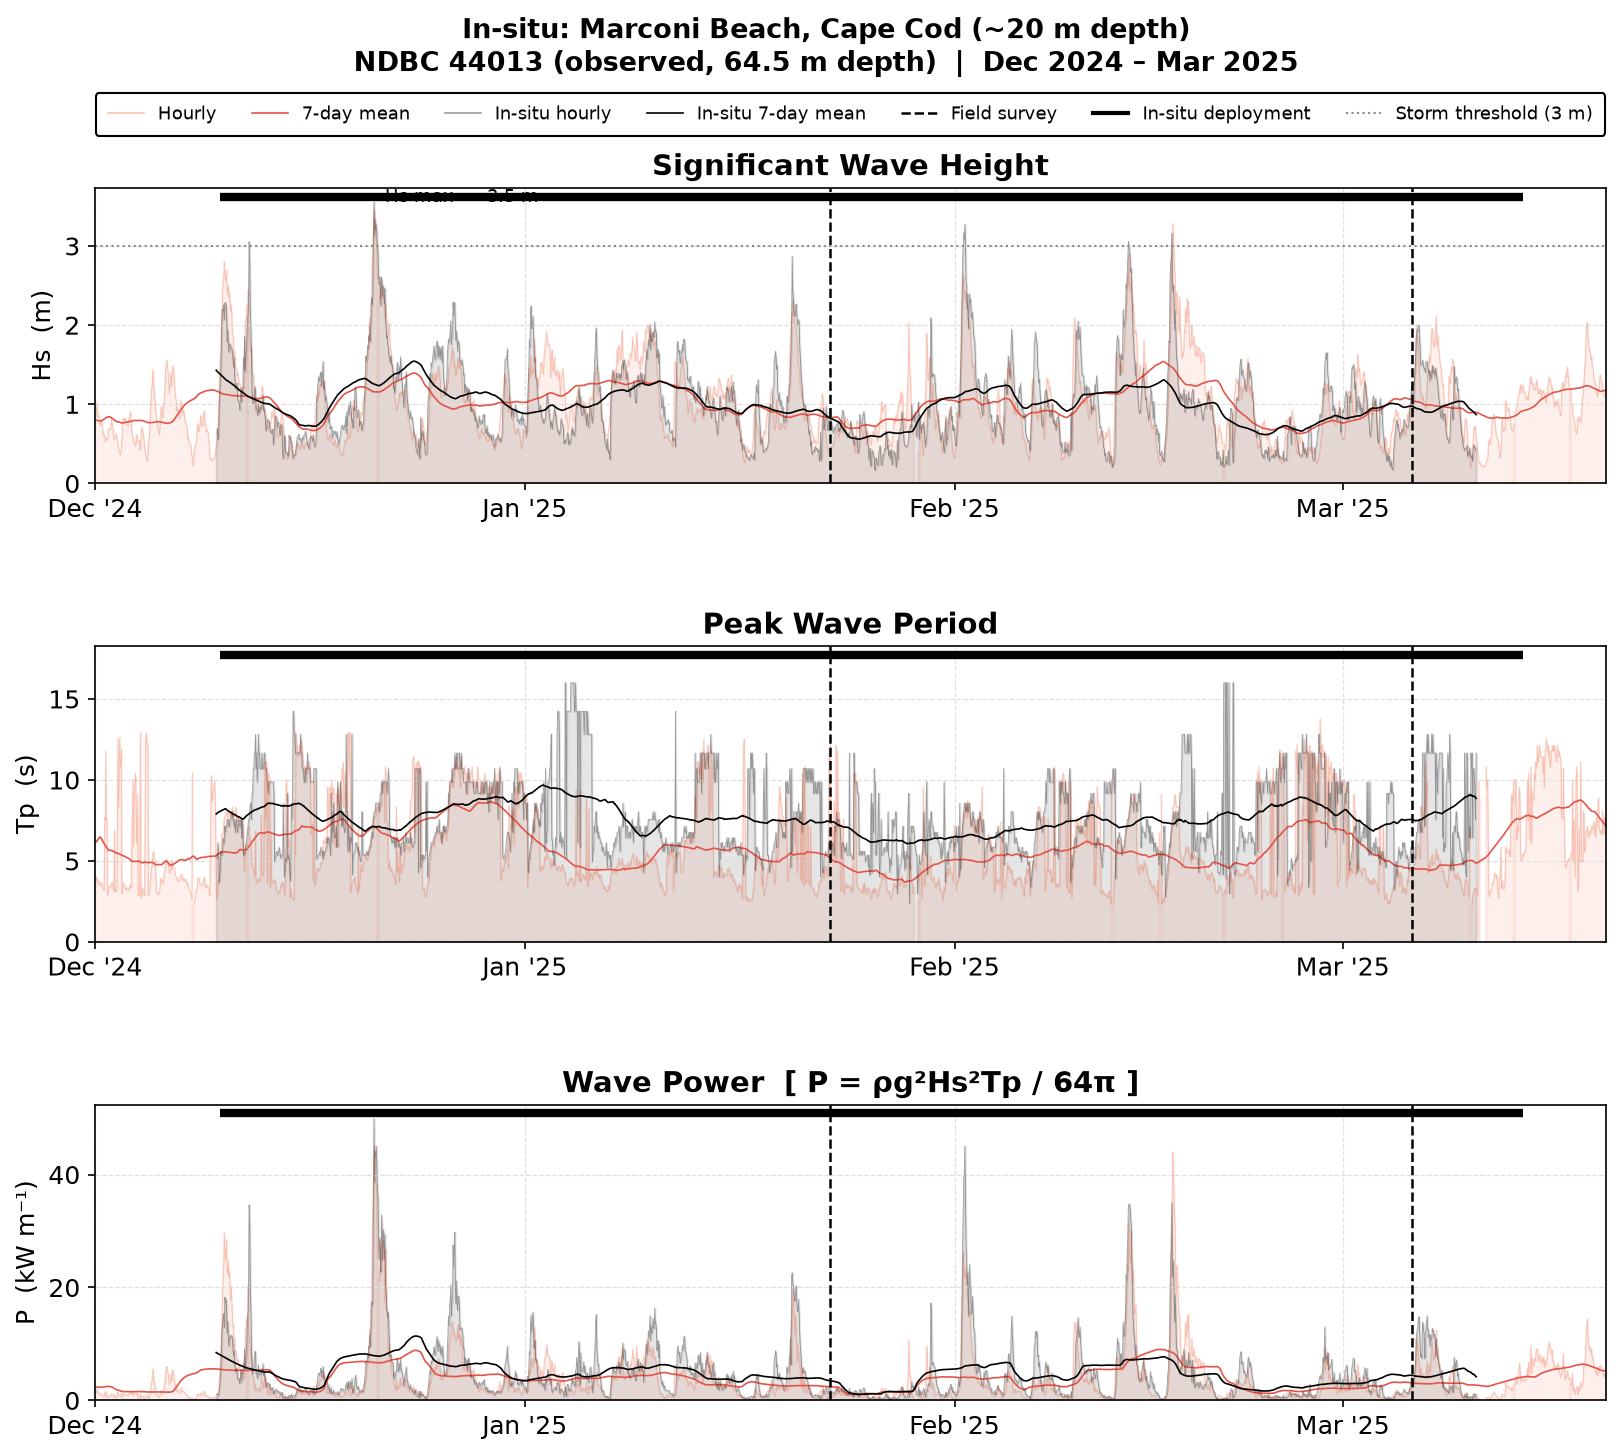 In-situ: Marconi Beach, Cape Cod (~20 m depth)
NDBC 44013 (observed, 64.5 m depth)  |  Dec 2024 – Mar 2025
Hourly  7-day mean  In-situ hourly  In-situ 7-day mean  Field survey  In-situ deployment  Storm threshold (3 m)
Significant Wave Height
Hs max
3.5 m
Hs  (m)
3
2
1
0
Dec '24  Jan '25  Feb '25  Mar '25
Peak Wave Period
Tp  (s)
15
10
5
0
Dec '24  Jan '25  Feb '25  Mar '25
Wave Power  [ P = ρg²Hs²Tp / 64π ]
P  (kW m⁻¹)
40
20
0
Dec '24  Jan '25  Feb '25  Mar '25